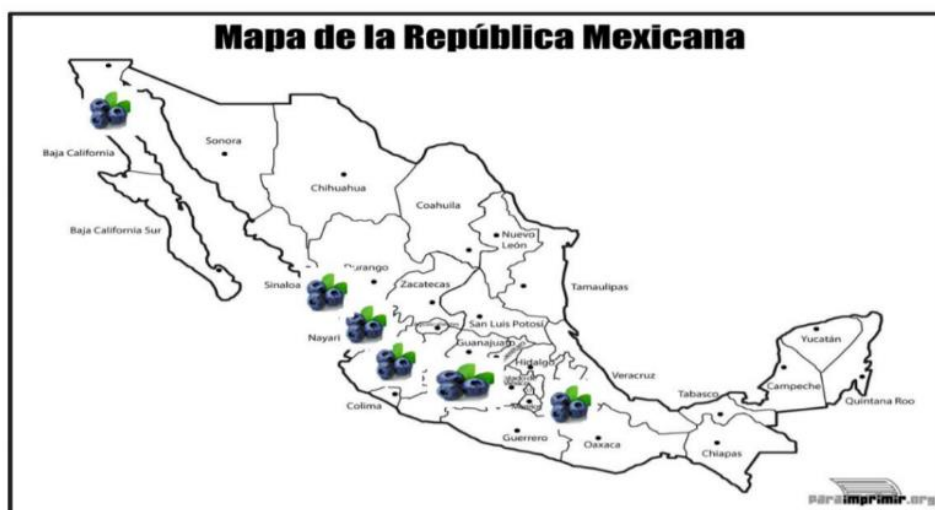 Mapa de la República Mexicana
Baja California
Sonora
Chihuahua
Coahuila
Baja California Sur
Nuevo
León
Sinaloa
Durango
Zacatecas
Tamaulipas
San Luis Potosí
Nayari
Guanajuato
Hidalgo
Yucatán
Campeche
Quintana Roo
Veracruz
Tabasco
Colima
Guerrero
Oaxaca
Chiapas
paraimprimir.org